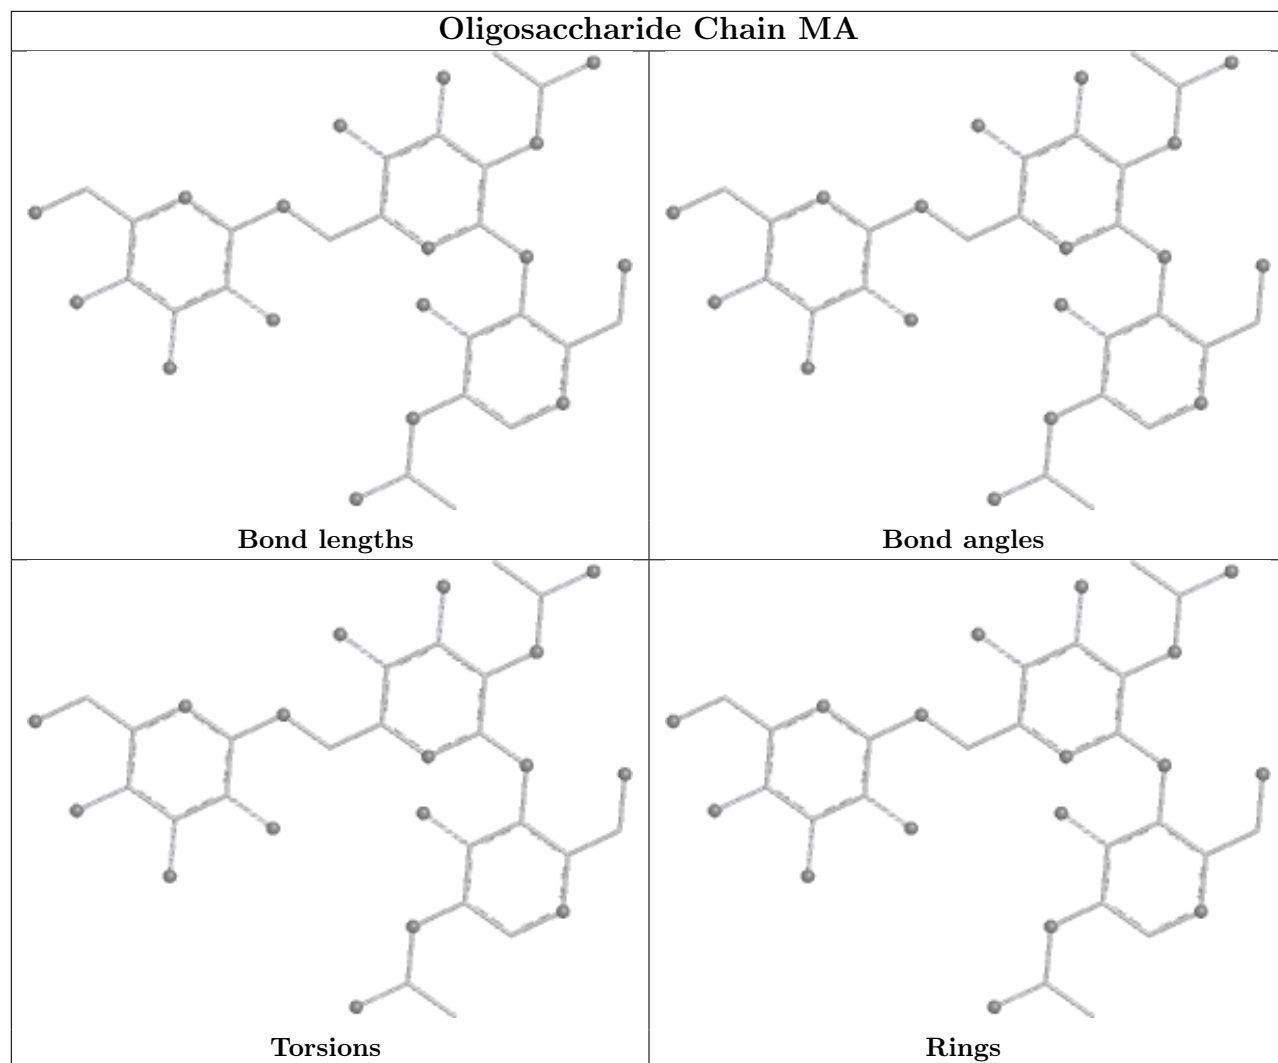 Oligosaccharide Chain MA
Bond lengths
Bond angles
Torsions
Rings